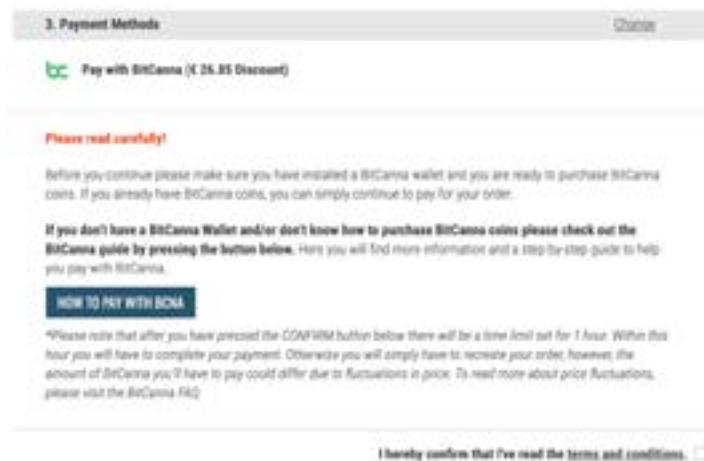 3. Payment Methods Change
bc Pay with BitCanna (€ 26.85 Discount)
Please read carefully!
Before you continue please make sure you have installed a BitCanna wallet and you are ready to purchase BitCanna
coins. If you already have BitCanna coins, you can simply continue to pay for your order.
If you don't have a BitCanna Wallet and/or don't know how to purchase BitCanna coins please check out the
BitCanna guide by pressing the button below. Here you will find more information and a step-by-step guide to help
you pay with BitCanna.
HOW TO PAY WITH BCNA
*Please note that after you have pressed the CONFIRM button below there will be a time limit set for 1 hour. Within this
hour you will have to complete your payment. Otherwise you will simply have to recreate your order, however, the
amount of BitCanna you'll have to pay could differ due to fluctuations in price. To read more about price fluctuations,
please visit the BitCanna FAQ
I hereby confirm that I've read the terms and conditions.